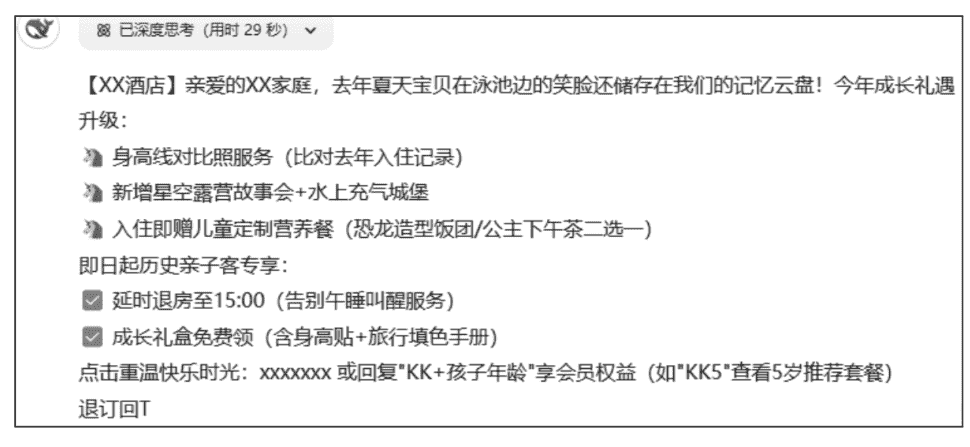 已深度思考（用时 29 秒）
【XX酒店】亲爱的XX家庭，去年夏天宝贝在泳池边的笑脸还储存在我们的记忆云盘！今年成长礼遇
升级：
🦄 身高线对比照服务（比对去年入住记录）
🦄 新增星空露营故事会+水上充气城堡
🦄 入住即赠儿童定制营养餐（恐龙造型饭团/公主下午茶二选一）
即日起历史亲子客专享：
✅ 延时退房至15:00（告别午睡叫醒服务）
✅ 成长礼盒免费领（含身高贴+旅行填色手册）
点击重温快乐时光：xxxxxxx 或回复"KK+孩子年龄"享会员权益（如"KK5"查看5岁推荐套餐）
退订回T